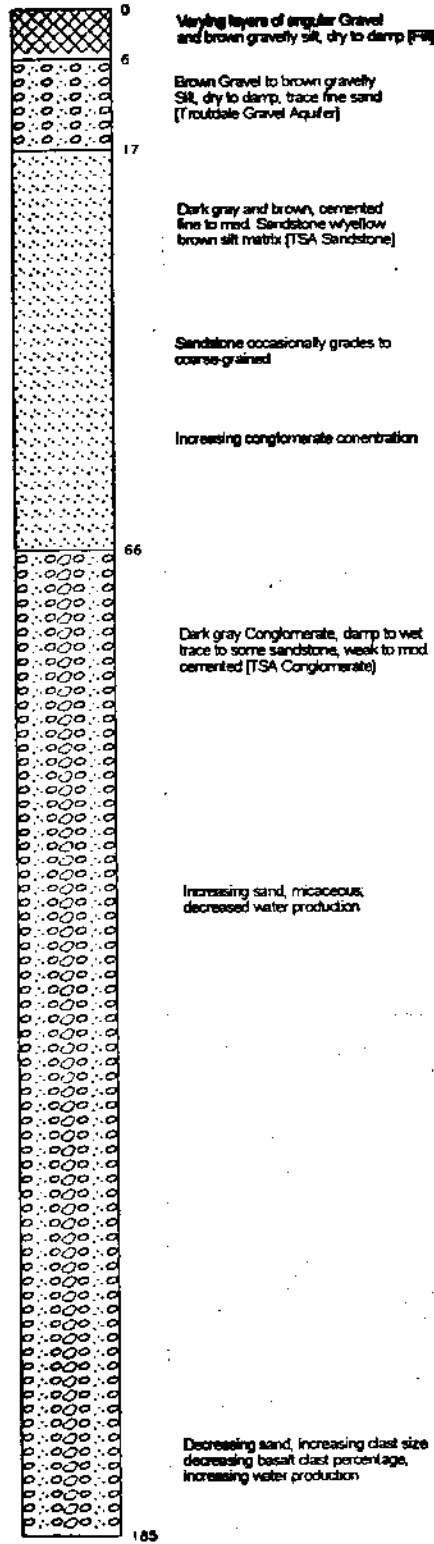 0
Varying layers of angular Gravel
and brown gravelly silt, dry to damp [Fill]
6
Brown Gravel to brown gravelly
Silt, dry to damp, trace fine sand
[Troutdale Gravel Aquifer]
17
Dark gray and brown, cemented
fine to med. Sandstone w/yellow
brown silt matrix [TSA Sandstone]
Sandstone occasionally grades to
coarse-grained
Increasing conglomerate conentration
66
Dark gray Conglomerate, damp to wet
trace to some sandstone, weak to mod.
cemented [TSA Conglomerate]
Increasing sand, micaceous;
decreased water production
Decreasing sand, increasing clast size
decreasing basalt clast percentage,
increasing water production
185